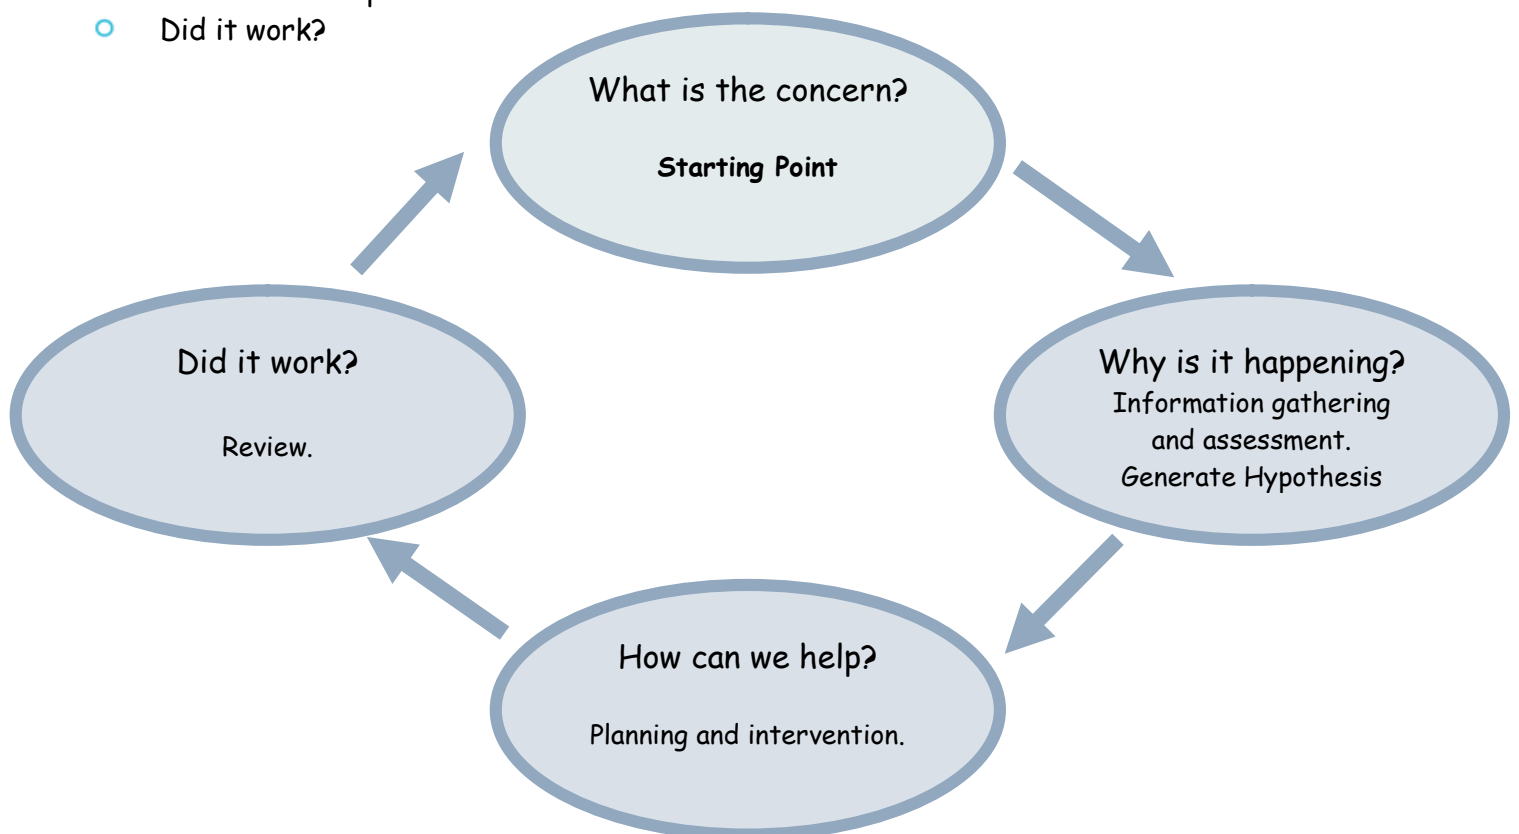 Did it work?
What is the concern?
Starting Point
Did it work?
Review.
Why is it happening?
Information gathering
and assessment.
Generate Hypothesis
How can we help?
Planning and intervention.